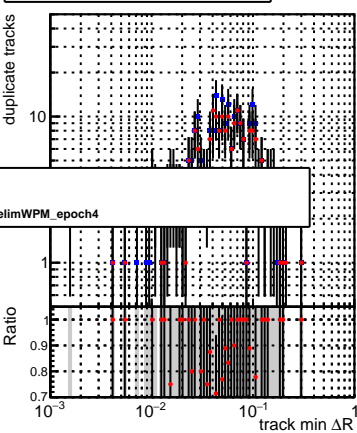 duplicate tracks
10
elimWPM_epoch4
1
Ratio
1
0.9
0.8
0.7
10⁻³ 10⁻² 10⁻¹ 1
track min ΔR